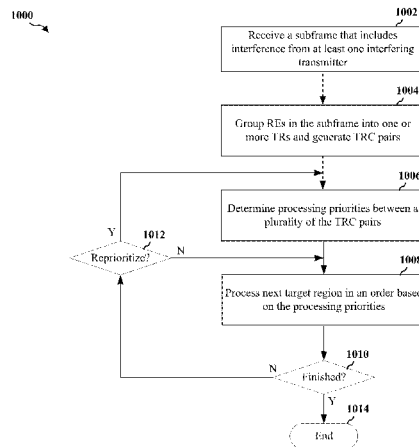 1000
1002
Receive a subframe that includes
interference from at least one interfering
transmitter
1004
Group REs in the subframe into one or
more TRs and generate TRC pairs
1006
Determine processing priorities between a
plurality of the TRC pairs
Y
1012
N
Reprioritize?
1008
Process next target region in an order based
on the processing priorities
1010
N
Finished?
Y
1014
End